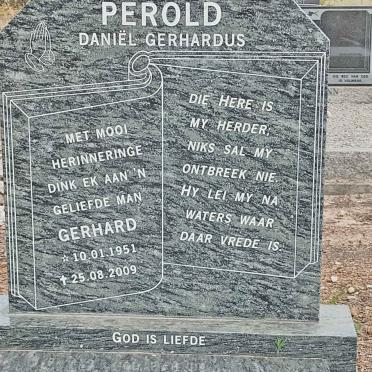 PEROLD
DANIËL GERHARDUS
MET MOOI
HERINNERINGE
DINK EK AAN 'N
GELIEFDE MAN
GERHARD
☆ 10.01.1951
✝ 25.08.2009
DIE HERE IS
MY HERDER,
NIKS SAL MY
ONTBREEK NIE.
HY LEI MY NA
WATERS WAAR
DAAR VREDE IS.
GOD IS LIEFDE